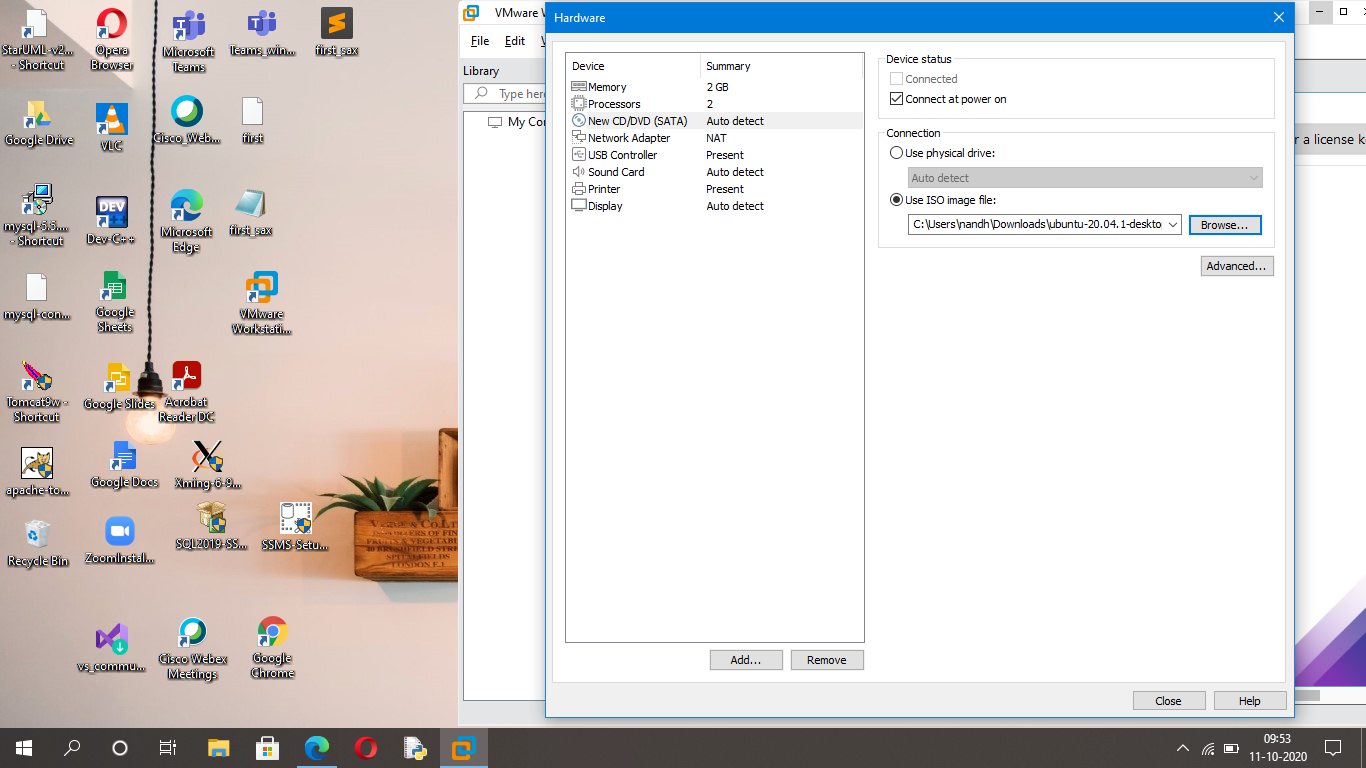 StarUML-v2...
- Shortcut
Opera
Browser
Microsoft
Teams
Teams_win...
first_sax
Google Drive
VLC
Cisco_Web...
first
mysql-5.5....
- Shortcut
DEV
Dev-C++
Microsoft
Edge
first_sax
mysql-con...
Google
Sheets
VMware
Workstati...
Tomcat9w -
Shortcut
Google Slides
Acrobat
Reader DC
apache-to...
Google Docs
Xming-6-9...
Recycle Bin
ZoomInstal...
SQL2019-SS...
SSMS-Setu...
vs_commu...
Cisco Webex
Meetings
Google
Chrome
LONDON E.1
VMware W
File
Edit
V
Library
Type here
My Co
Hardware
Device
Summary
Memory
2 GB
Processors
2
New CD/DVD (SATA)
Auto detect
Network Adapter
NAT
USB Controller
Present
Sound Card
Auto detect
Printer
Present
Display
Auto detect
Add...
Remove
Device status
Connected
Connect at power on
Connection
Use physical drive:
Auto detect
Use ISO image file:
C:\Users\nandh\Downloads\ubuntu-20.04.1-deskto
Browse...
Advanced...
Close
Help
r a license k
09:53
11-10-2020